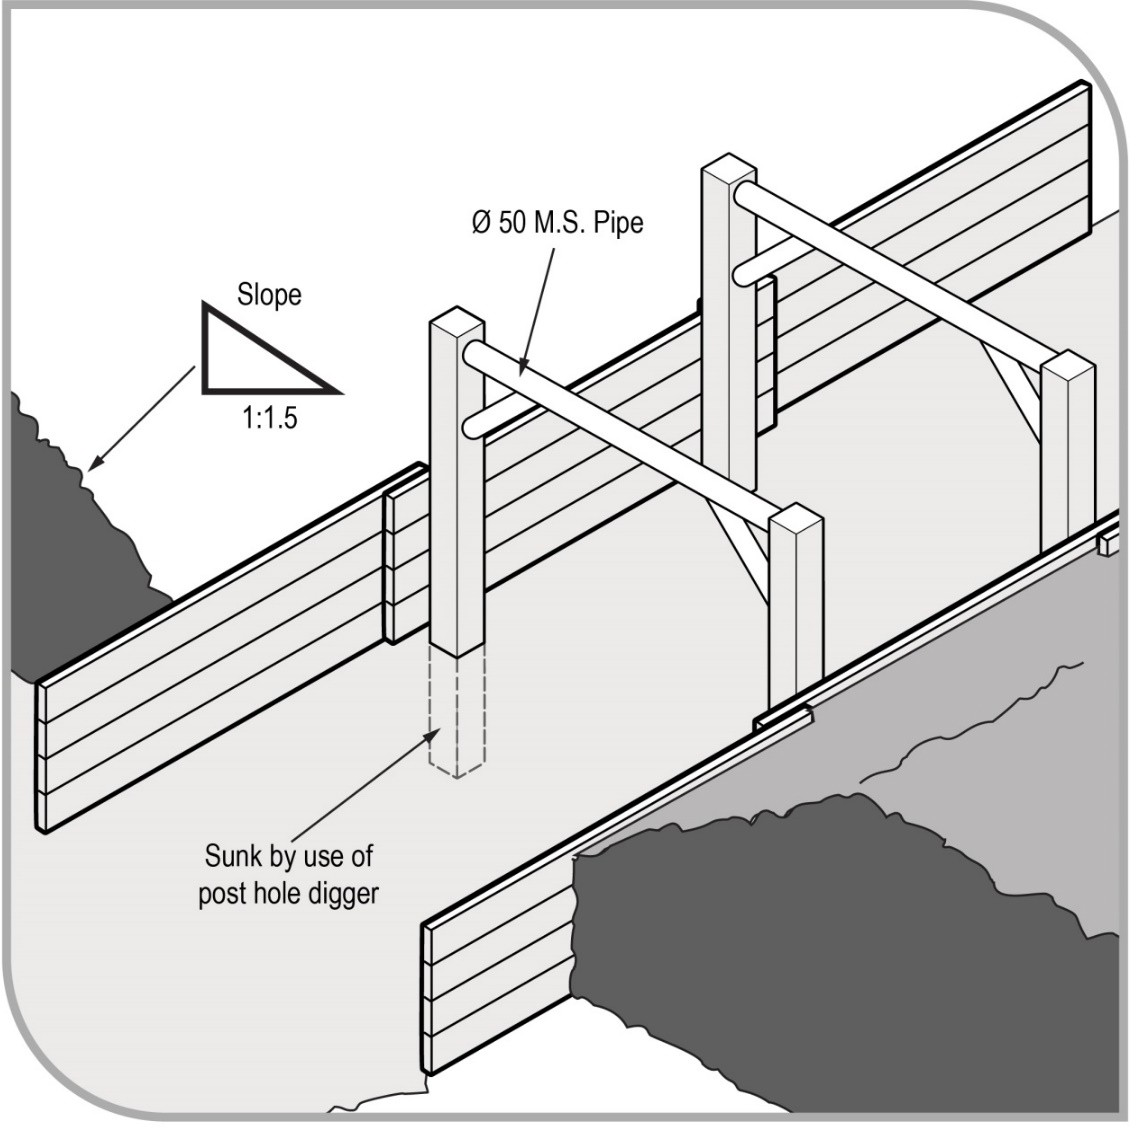 Ø 50 M.S. Pipe
Slope
1:1.5
Sunk by use of
post hole digger